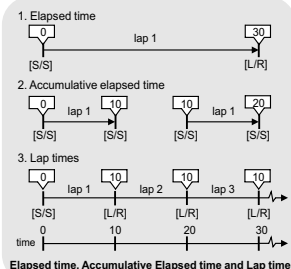 1. Elapsed time
0 lap 1 30
[S/S] [L/R]
2. Accumulative elapsed time
0 lap 1 10 10 lap 1 20
[S/S] [S/S] [S/S] [S/S]
3. Lap times
0 lap 1 10 lap 2 10 lap 3 10
[S/S] [L/R] [L/R] [L/R]
time 0 10 20 30
Elapsed time, Accumulative Elapsed time and Lap time